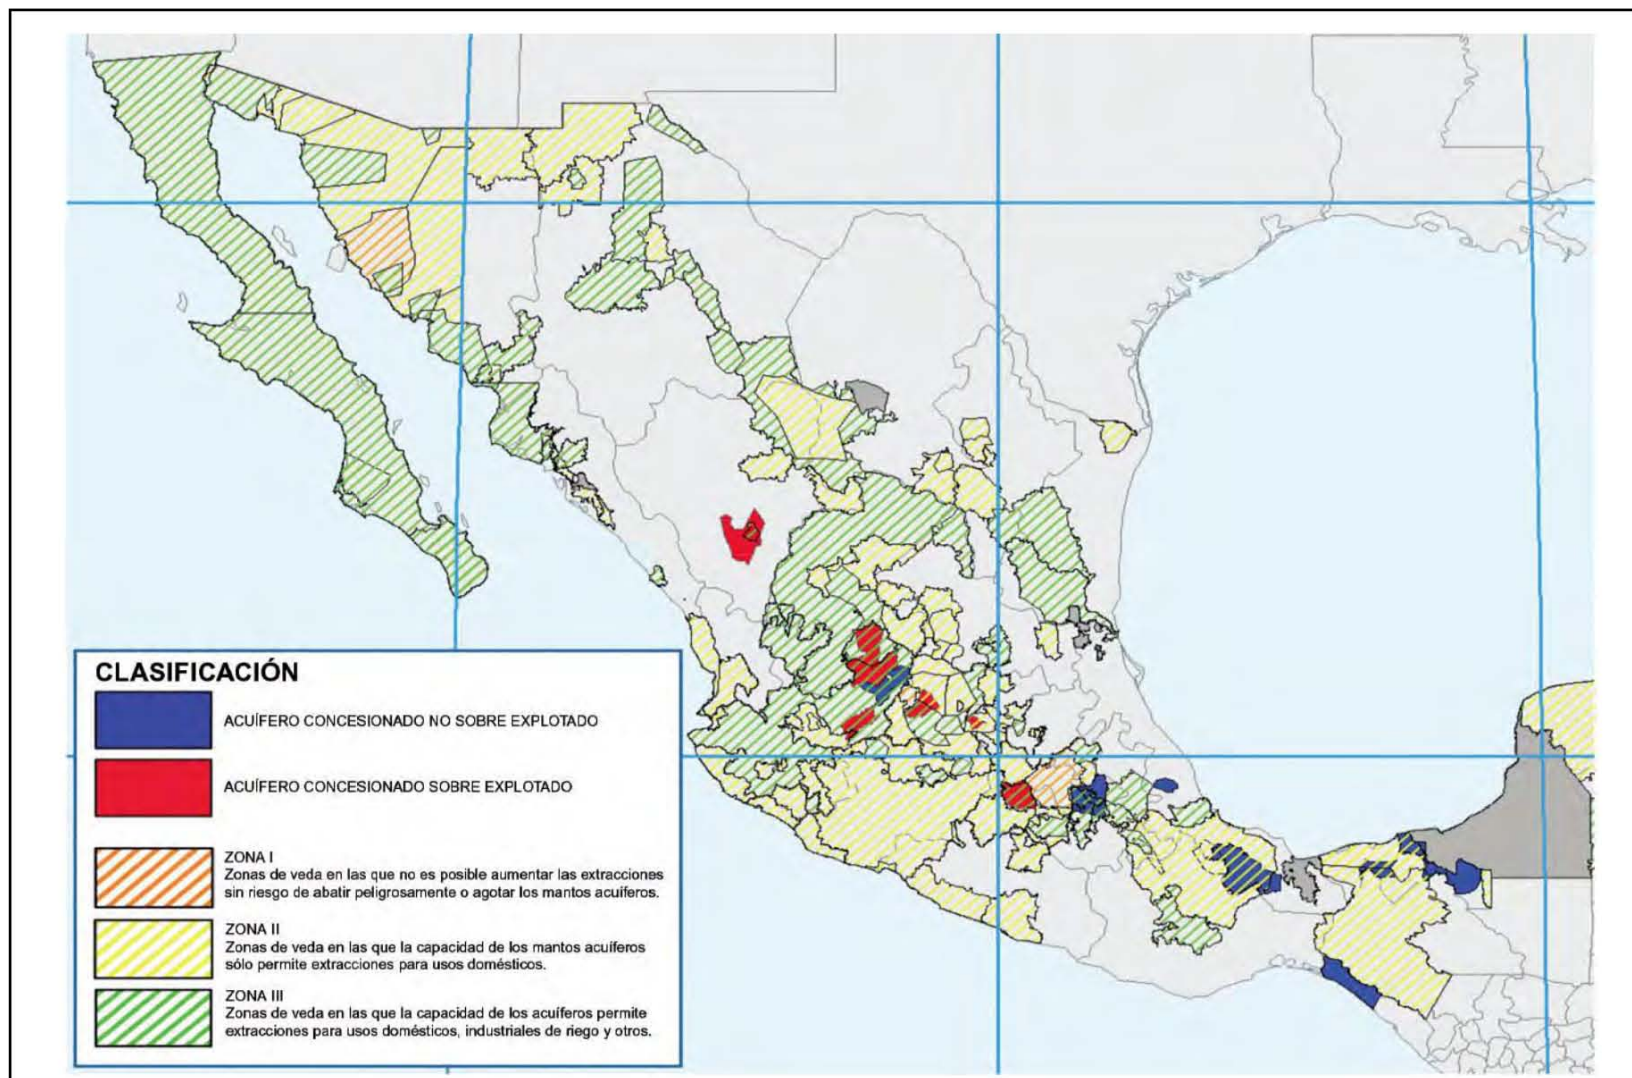 CLASIFICACIÓN
ACUÍFERO CONCESIONADO NO SOBRE EXPLOTADO
ACUÍFERO CONCESIONADO SOBRE EXPLOTADO
ZONA I
Zonas de veda en las que no es posible aumentar las extracciones
sin riesgo de abatir peligrosamente o agotar los mantos acuíferos.
ZONA II
Zonas de veda en las que la capacidad de los mantos acuíferos
sólo permite extracciones para usos domésticos.
ZONA III
Zonas de veda en las que la capacidad de los acuíferos permite
extracciones para usos domésticos, industriales de riego y otros.